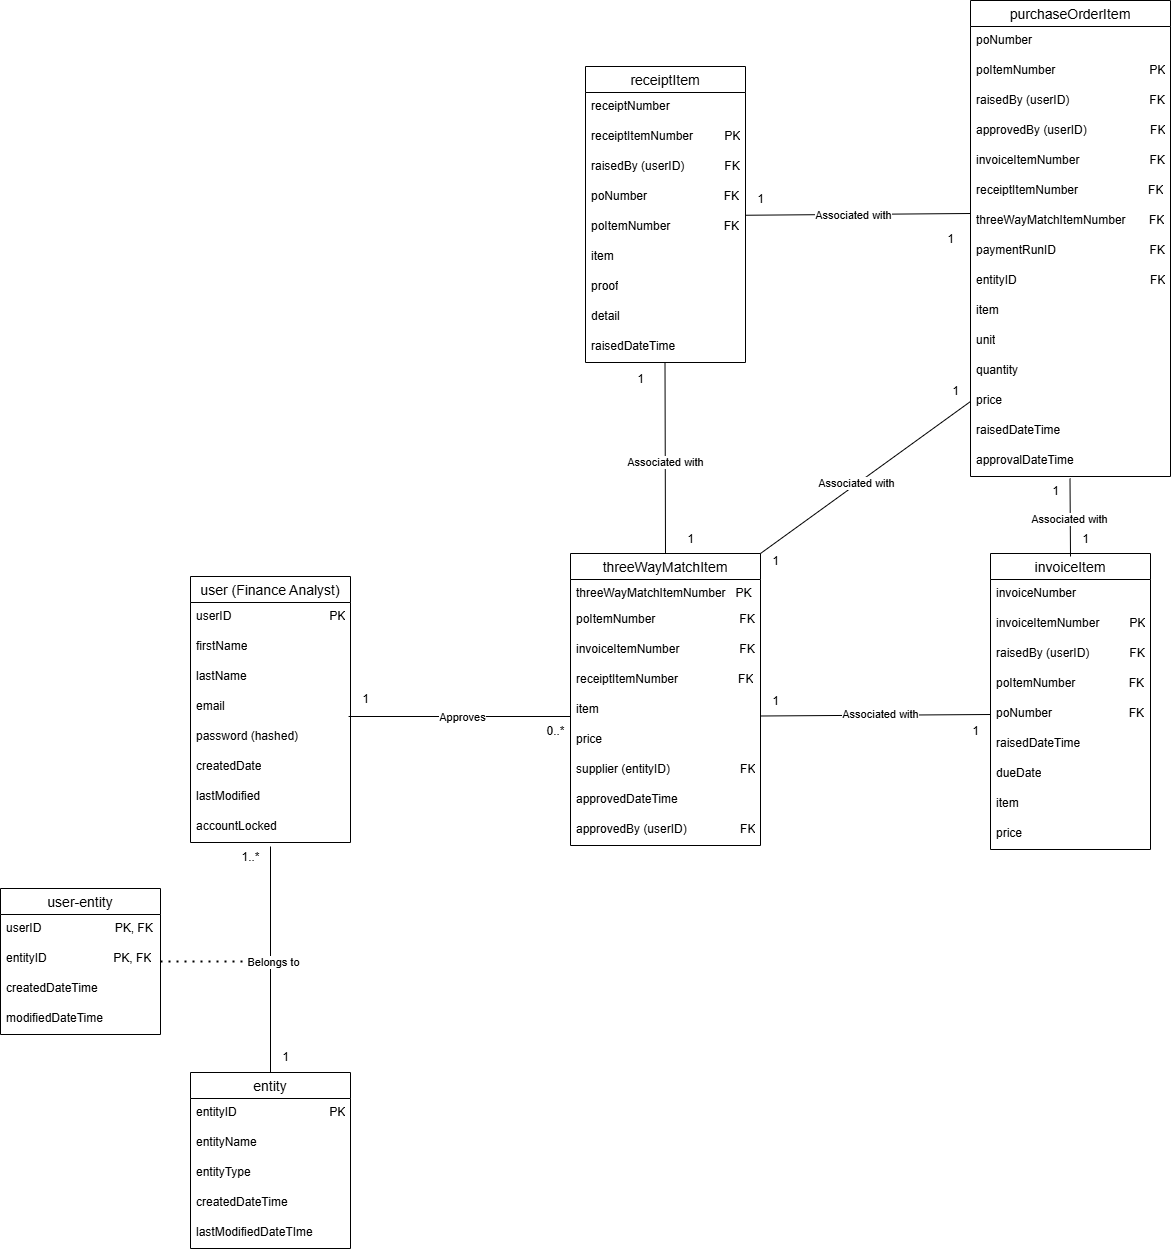 purchaseOrderItem
poNumber
poItemNumber PK
raisedBy (userID) FK
approvedBy (userID) FK
invoiceItemNumber FK
receiptItemNumber FK
threeWayMatchItemNumber FK
paymentRunID FK
entityID FK
item
unit
quantity
price
raisedDateTime
approvalDateTime
receiptItem
receiptNumber
receiptItemNumber PK
raisedBy (userID) FK
poNumber FK
poItemNumber FK
item
proof
detail
raisedDateTime
1
Associated with
1
1
Associated with
1
1
Associated with
1
1
Associated with
1
threeWayMatchItem
threeWayMatchItemNumber PK
poItemNumber FK
invoiceItemNumber FK
receiptItemNumber FK
item
price
supplier (entityID) FK
approvedDateTime
approvedBy (userID) FK
invoiceItem
invoiceNumber
invoiceItemNumber PK
raisedBy (userID) FK
poItemNumber FK
poNumber FK
raisedDateTime
dueDate
item
price
1
Associated with
1
user (Finance Analyst)
userID PK
firstName
lastName
email
password (hashed)
createdDate
lastModified
accountLocked
1
Approves
0..*
1..*
Belongs to
1
user-entity
userID PK, FK
entityID PK, FK
createdDateTime
modifiedDateTime
entity
entityID PK
entityName
entityType
createdDateTime
lastModifiedDateTIme